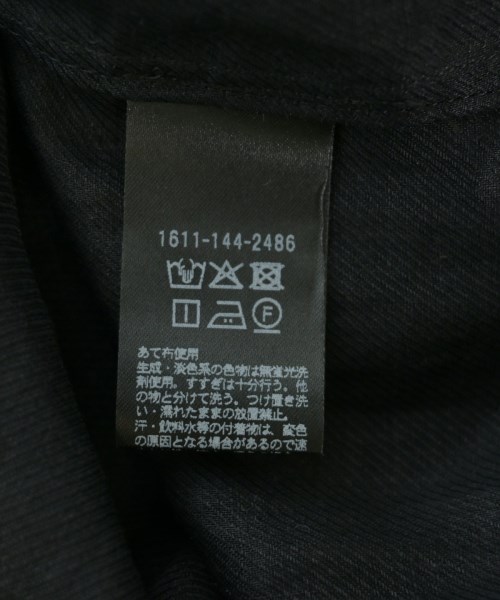 1611-144-2486
F
あて布使用
生成・淡色系の色物は無蛍光洗
剤使用。すすぎは十分行う。他
の物と分けて洗う。つけ置き洗
い・濡れたままの放置禁止。
汗・飲料水等の付着物は、変色
の原因となる場合があるので速